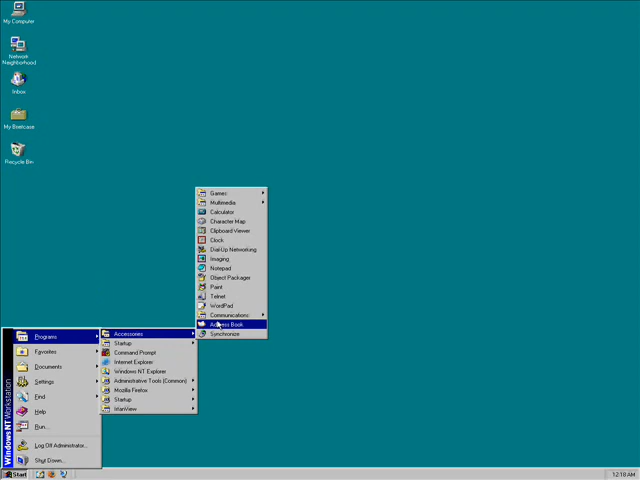 My Computer
Network
Neighborhood
Inbox
My Briefcase
Recycle Bin
Games
Multimedia
Calculator
Character Map
Clipboard Viewer
Clock
Dial-Up Networking
Imaging
Notepad
Object Packager
Paint
Telnet
WordPad
Communications
Address Book
Synchronize
Accessories
Startup
Command Prompt
Internet Explorer
Windows NT Explorer
Administrative Tools (Common)
Mozilla Firefox
Startup
IrfanView
Programs
Favorites
Documents
Settings
Find
Help
Run...
Log Off Administrator...
Shut Down...
Windows NT Workstation
Start
12:18 AM